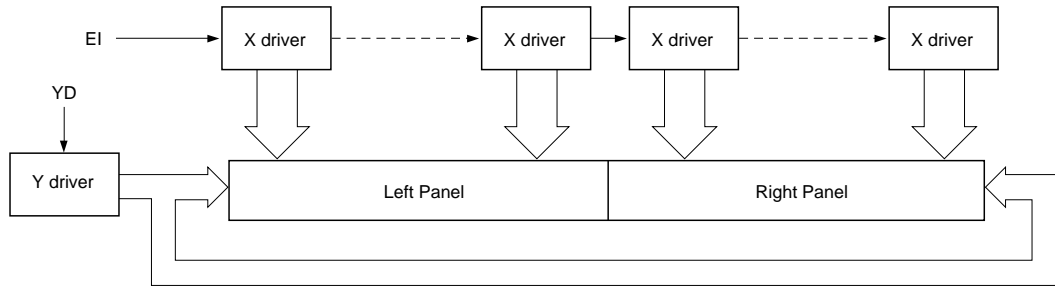 EI
X driver
X driver
X driver
X driver
YD
Y driver
Left Panel
Right Panel